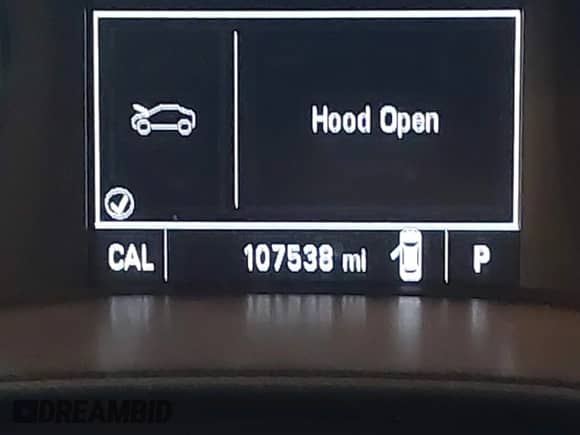 Hood Open
CAL 107538 mi P
DREAMBID